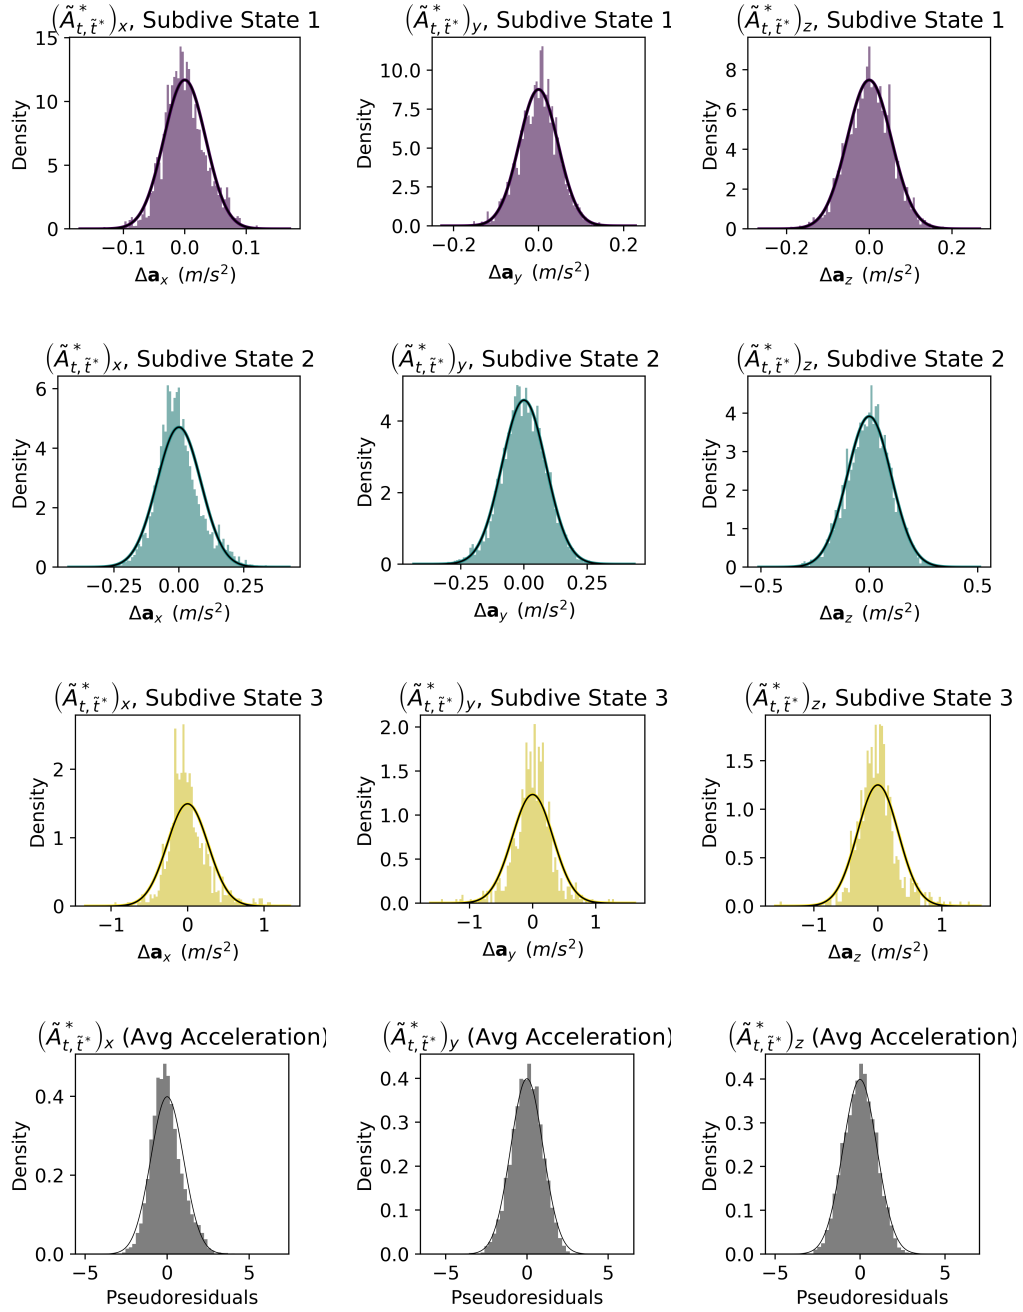 (Ã*t,t̃*)x, Subdive State 1
(Ã*t,t̃*)y, Subdive State 1
(Ã*t,t̃*)z, Subdive State 1
Density
15
10
5
0
−0.1 0.0 0.1
Δax (m/s²)
Density
10.0
7.5
5.0
2.5
0.0
−0.2 0.0 0.2
Δay (m/s²)
Density
8
6
4
2
0
−0.2 0.0 0.2
Δaz (m/s²)
(Ã*t,t̃*)x, Subdive State 2
(Ã*t,t̃*)y, Subdive State 2
(Ã*t,t̃*)z, Subdive State 2
Density
6
4
2
0
−0.25 0.00 0.25
Δax (m/s²)
Density
4
2
0
−0.25 0.00 0.25
Δay (m/s²)
Density
4
3
2
1
0
−0.5 0.0 0.5
Δaz (m/s²)
(Ã*t,t̃*)x, Subdive State 3
(Ã*t,t̃*)y, Subdive State 3
(Ã*t,t̃*)z, Subdive State 3
Density
2
1
0
−1 0 1
Δax (m/s²)
Density
2.0
1.5
1.0
0.5
0.0
−1 0 1
Δay (m/s²)
Density
1.5
1.0
0.5
0.0
−1 0 1
Δaz (m/s²)
(Ã*t,t̃*)x (Avg Acceleration)
(Ã*t,t̃*)y (Avg Acceleration)
(Ã*t,t̃*)z (Avg Acceleration)
Density
0.4
0.2
0.0
−5 0 5
Pseudoresiduals
Density
0.4
0.3
0.2
0.1
0.0
−5 0 5
Pseudoresiduals
Density
0.4
0.3
0.2
0.1
0.0
−5 0 5
Pseudoresiduals